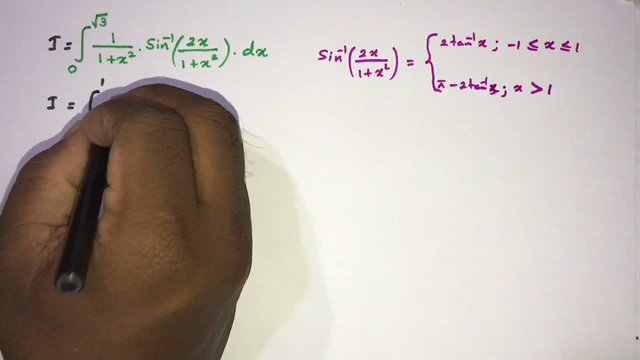 I = ∫₀^√3 1/(1+x²) · Sin⁻¹(2x/(1+x²)) · dx
Sin⁻¹(2x/(1+x²)) = { 2tan⁻¹x ; -1 ≤ x ≤ 1
π - 2tan⁻¹x ; x > 1
I = ∫ ¹